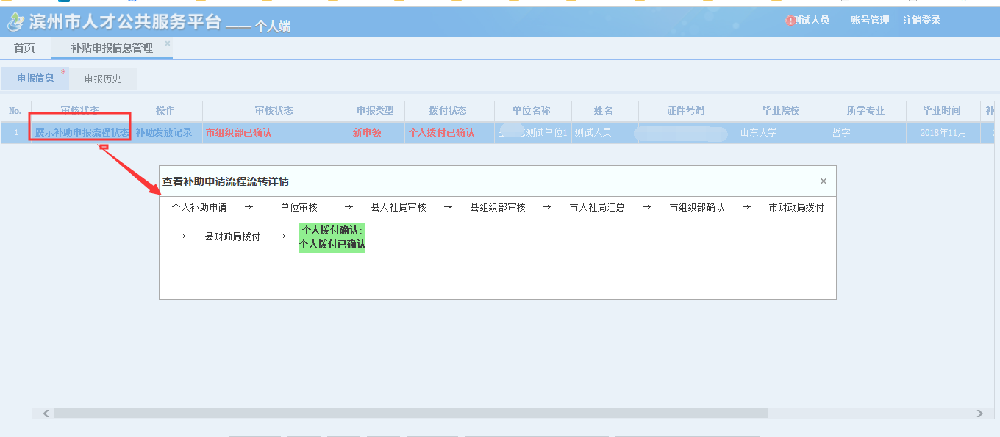 滨州市人才公共服务平台 —— 个人端
测试人员 账号管理 注销登录
首页 补贴申报信息管理 ×
申报信息 * 申报历史
No. 审核状态 操作 审核状态 申报类型 拨付状态 单位名称 姓名 证件号码 毕业院校 所学专业 毕业时间 补
1 展示补助申报流程状态 补助发放记录 市组织部已确认 新申领 个人拨付已确认 测试单位1 测试人员 山东大学 哲学 2018年11月
查看补助申请流程流转详情 ×
个人补助申请 → 单位审核 → 县人社局审核 → 县组织部审核 → 市人社局汇总 → 市组织部确认 → 市财政局拨付
→ 县财政局拨付 → 个人拨付确认:
个人拨付已确认